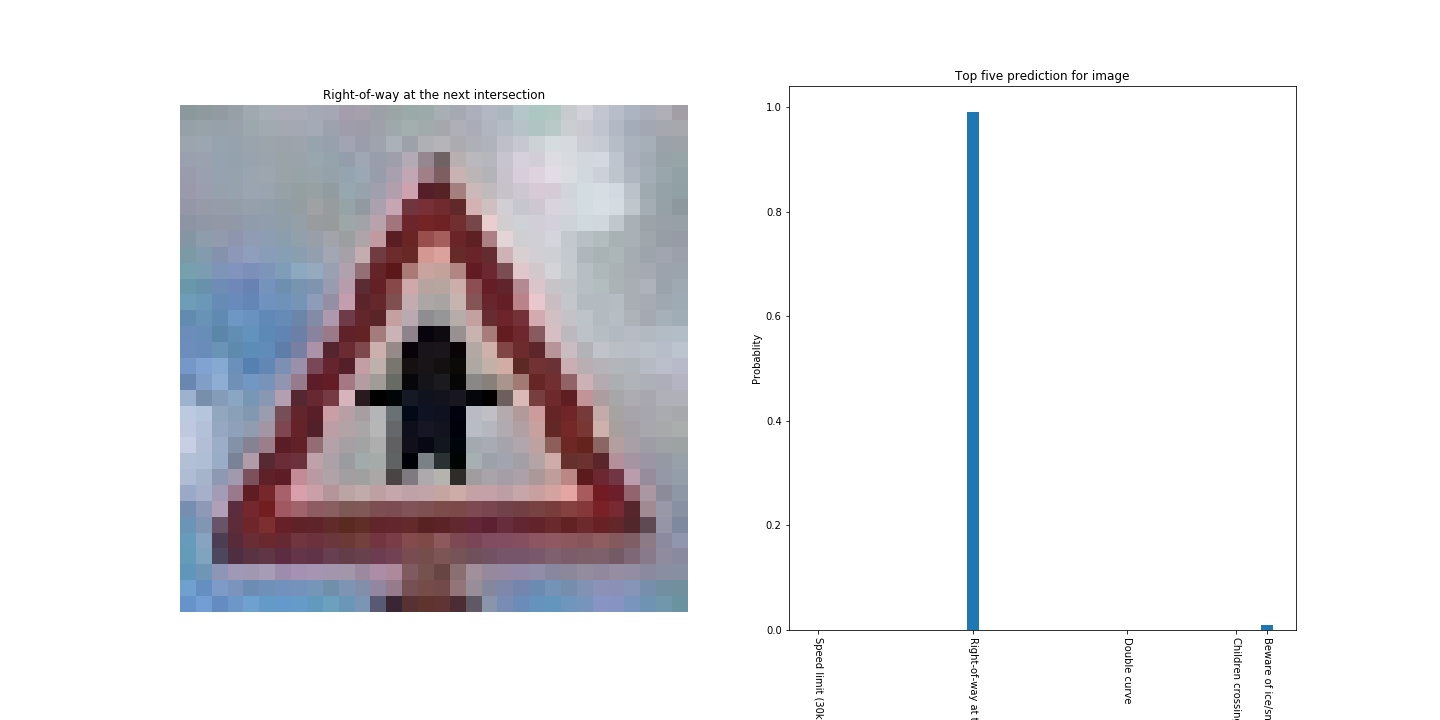 Right-of-way at the next intersection
Top five prediction for image
1.0
0.8
0.6
0.4
0.2
0.0
Probablity
Speed limit (30k
Right-of-way at t
Double curve
Children crossing
Beware of ice/sn